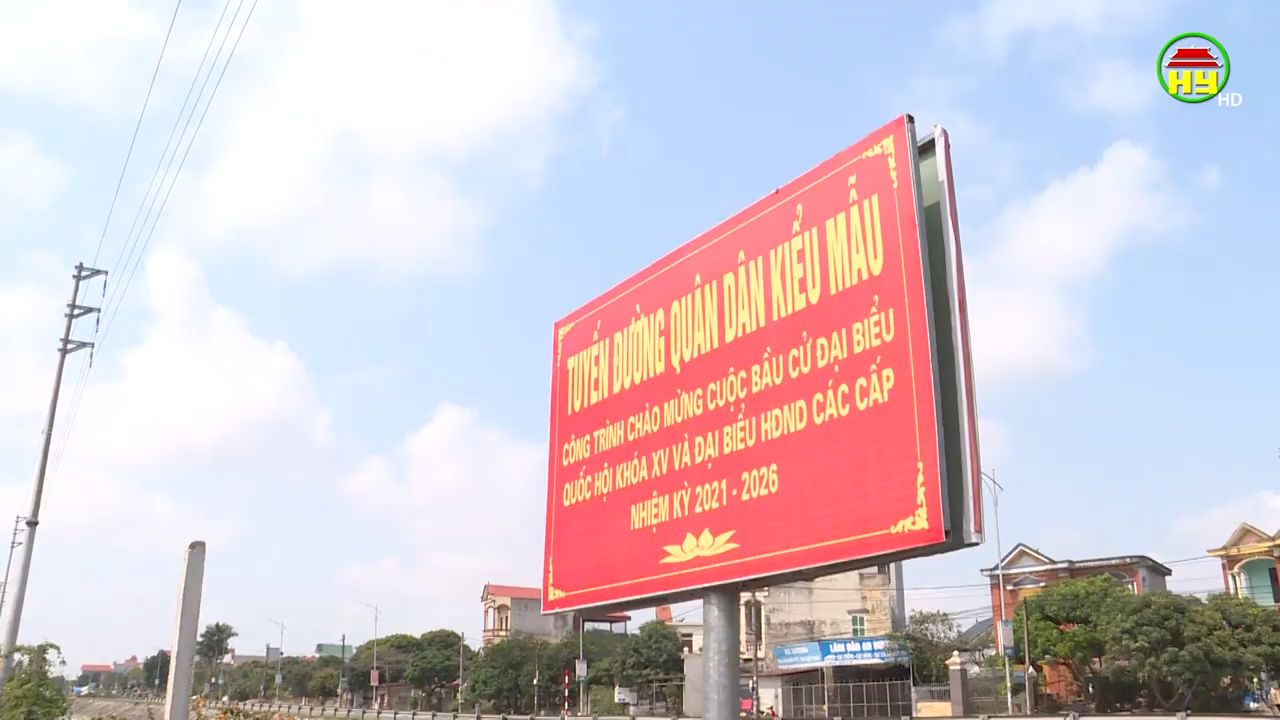 HY
HD
TUYẾN ĐƯỜNG QUÂN DÂN KIỂU MẪU
CÔNG TRÌNH CHÀO MỪNG CUỘC BẦU CỬ ĐẠI BIỂU
QUỐC HỘI KHÓA XV VÀ ĐẠI BIỂU HĐND CÁC CẤP
NHIỆM KỲ 2021 - 2026